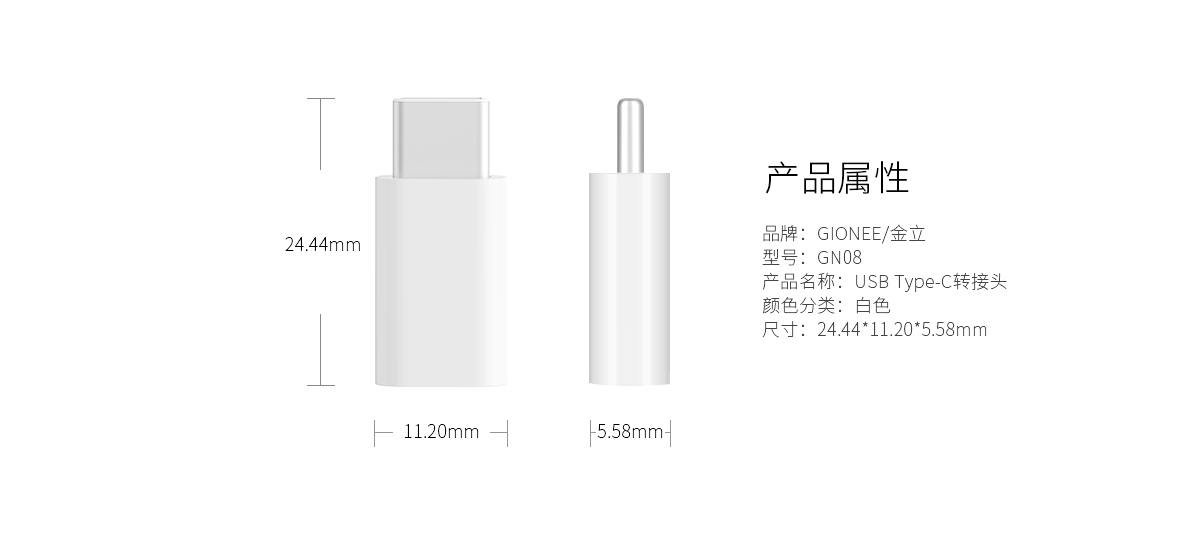 24.44mm
11.20mm
5.58mm
产品属性
品牌：GIONEE/金立
型号：GN08
产品名称：USB Type-C转接头
颜色分类：白色
尺寸：24.44*11.20*5.58mm